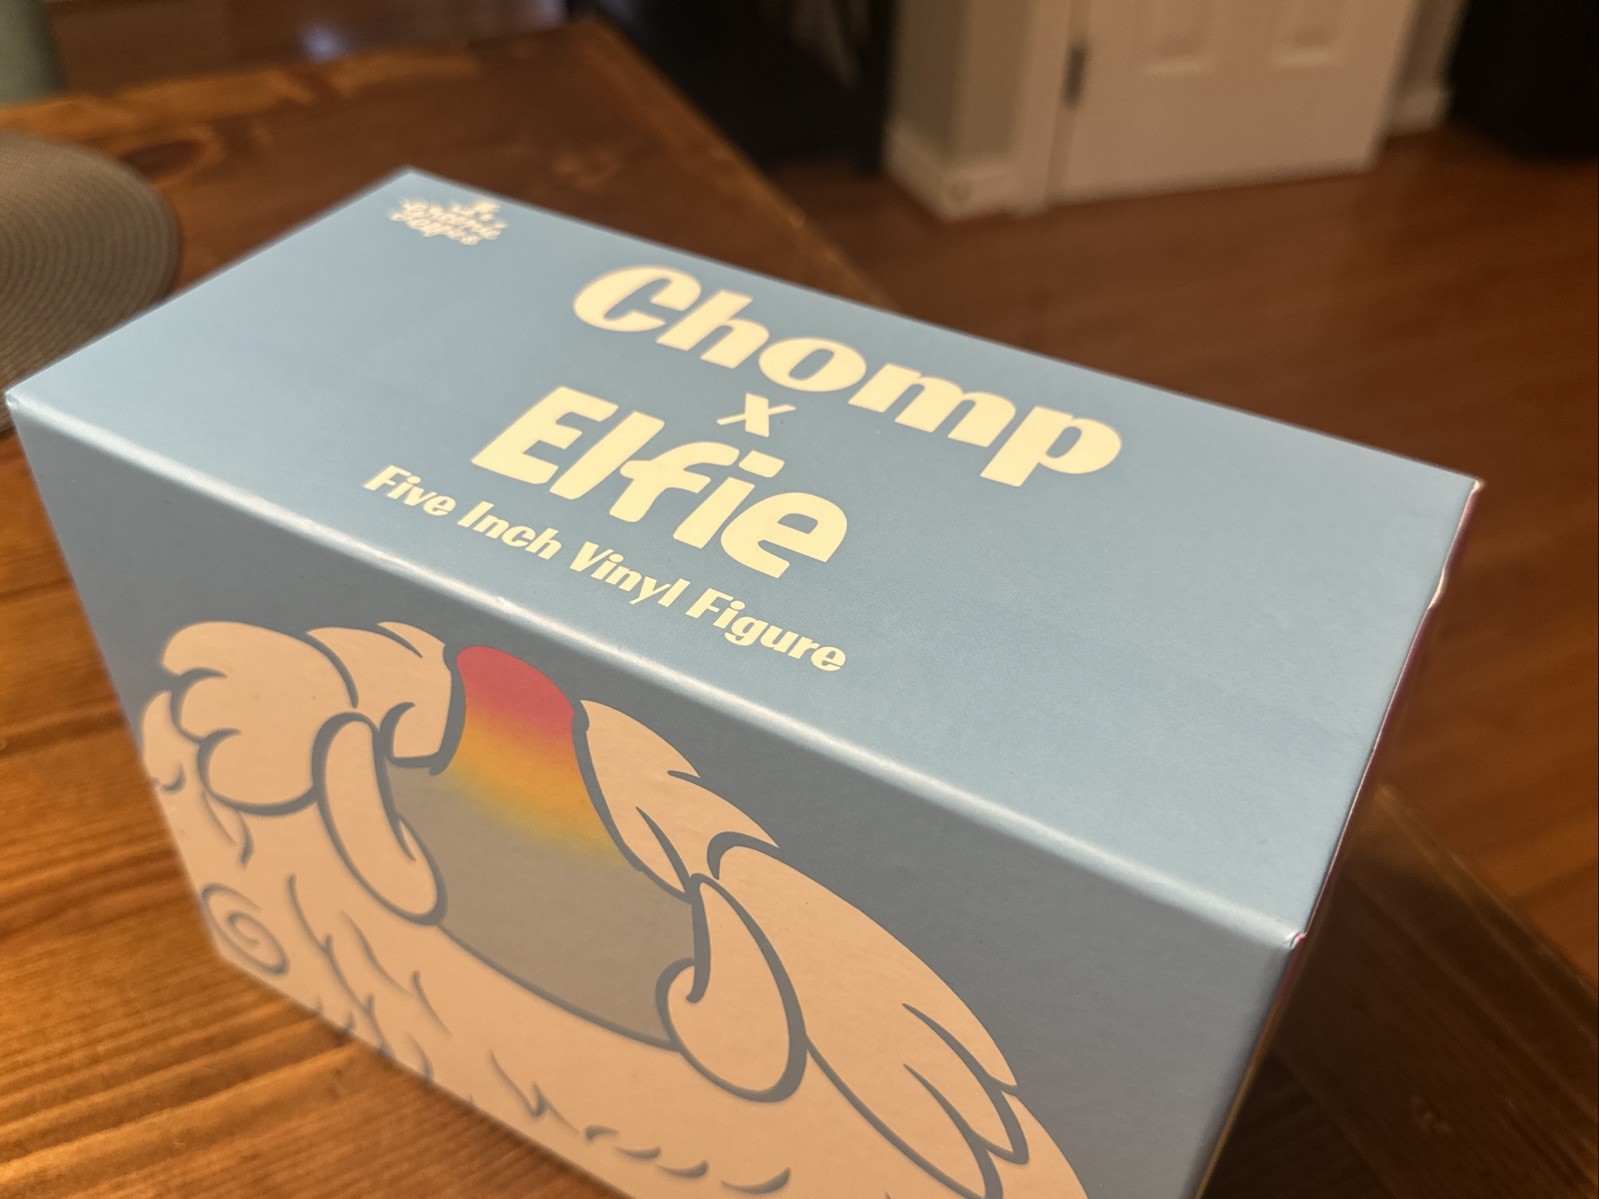 Chomp
x
Elfie
Five Inch Vinyl Figure